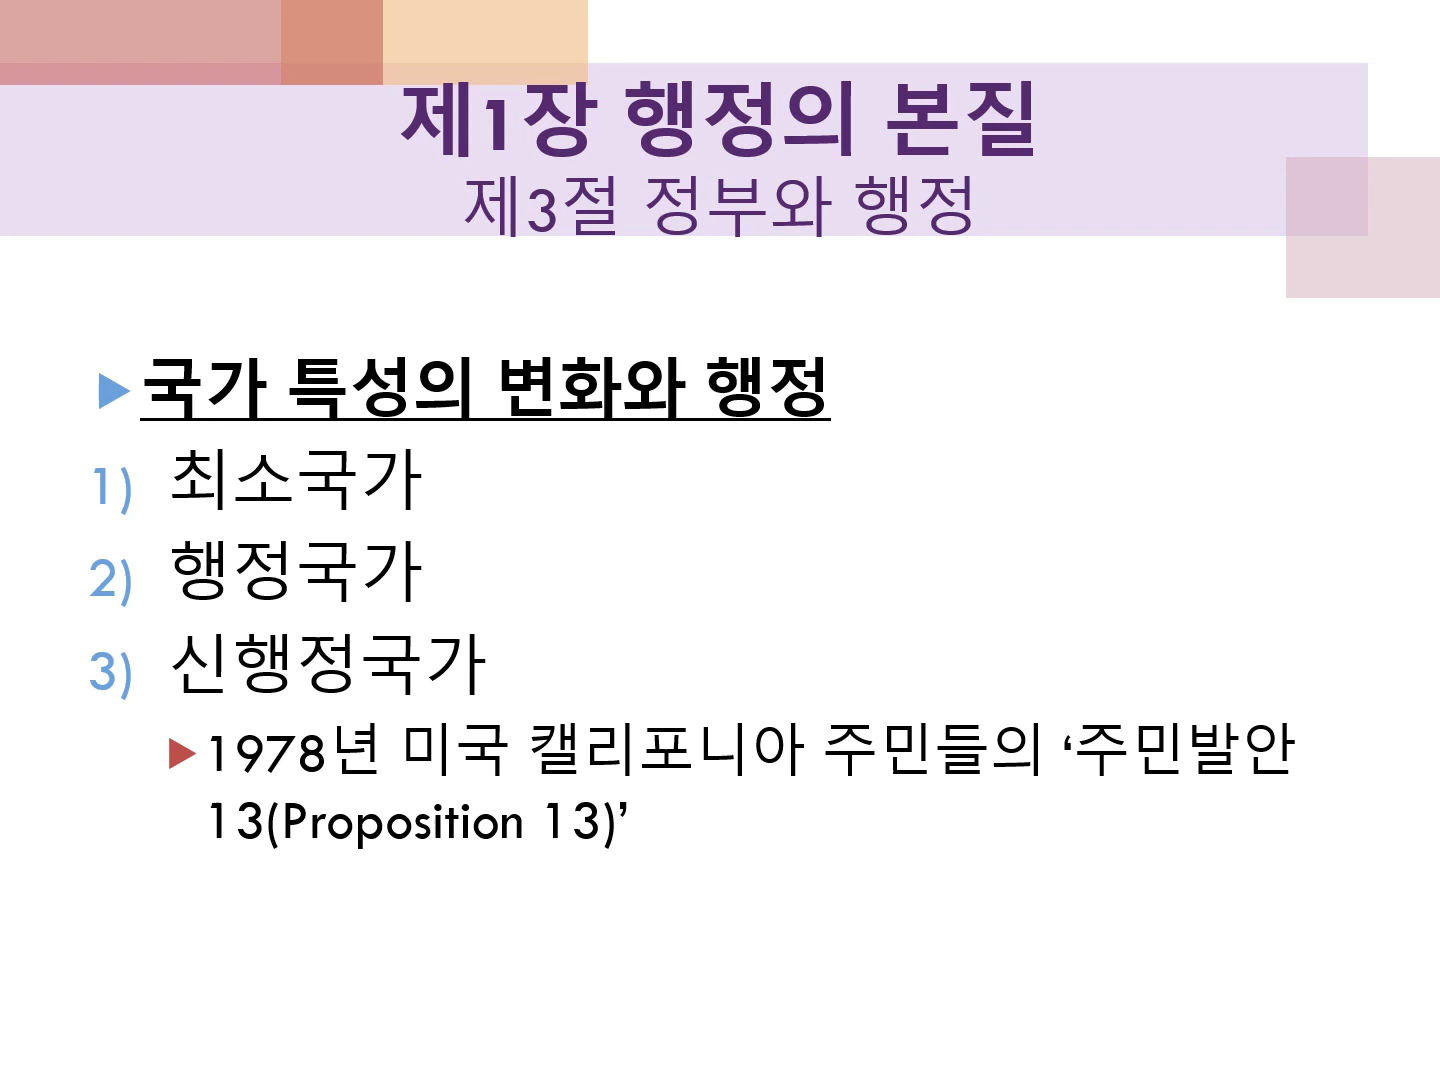 제1장 행정의 본질
제3절 정부와 행정
국가 특성의 변화와 행정
1) 최소국가
2) 행정국가
3) 신행정국가
1978년 미국 캘리포니아 주민들의 ‘주민발안
13(Proposition 13)’